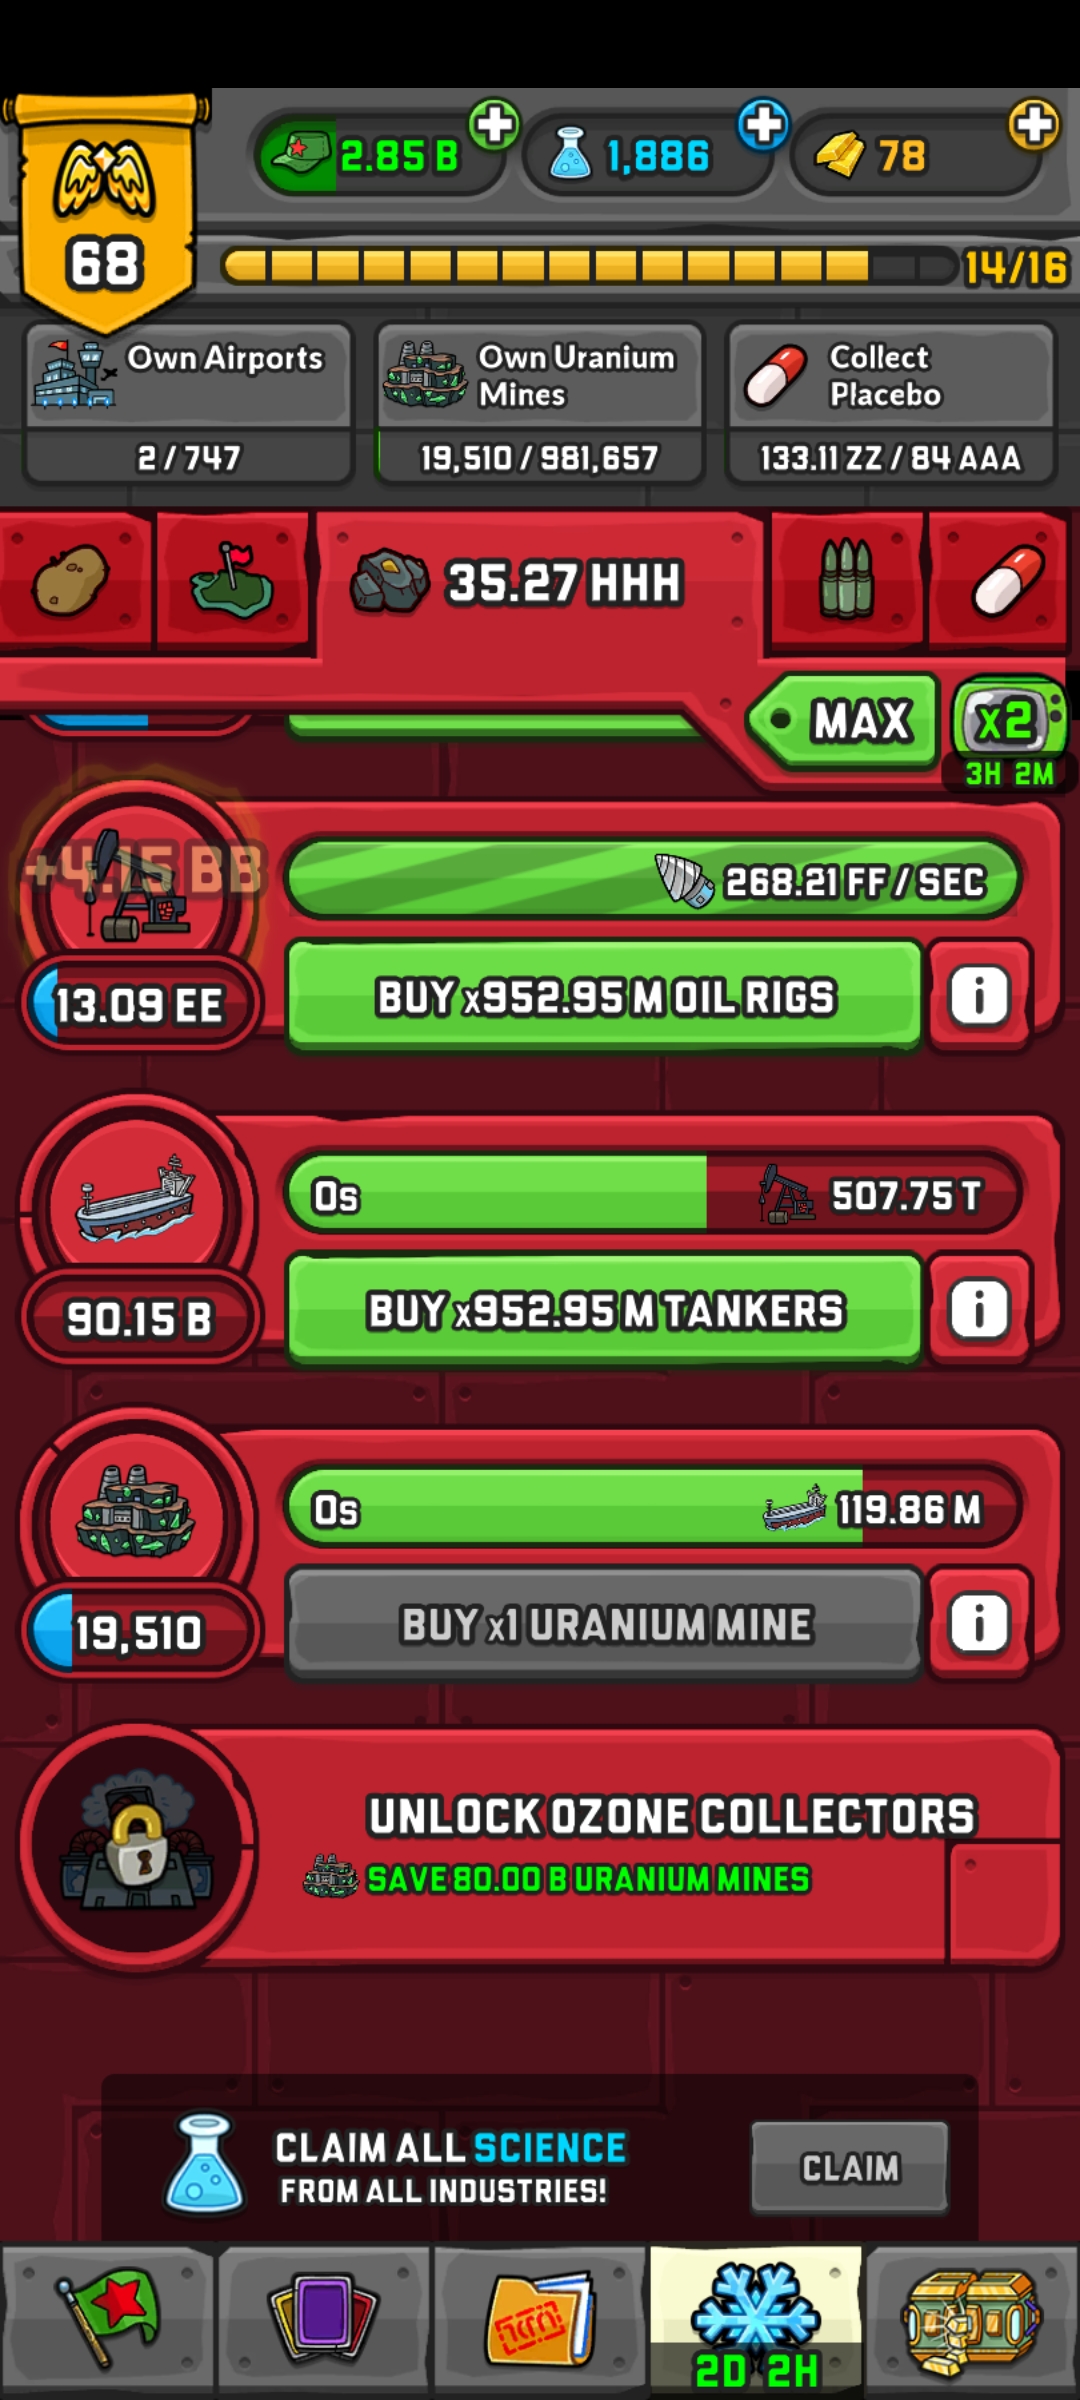 2.85 B
1,886
78
68
14/16
Own Airports
2 / 747
Own Uranium
Mines
19,510 / 981,657
Collect
Placebo
133.11 ZZ / 84 AAA
35.27 HHH
MAX
x2
3H 2M
+4.15 BB
268.21 FF / SEC
13.09 EE
BUY x952.95 M OIL RIGS
i
0s
507.75 T
90.15 B
BUY x952.95 M TANKERS
i
0s
119.86 M
19,510
BUY x1 URANIUM MINE
i
UNLOCK OZONE COLLECTORS
SAVE 80.00 B URANIUM MINES
CLAIM ALL SCIENCE
FROM ALL INDUSTRIES!
CLAIM
2D 2H